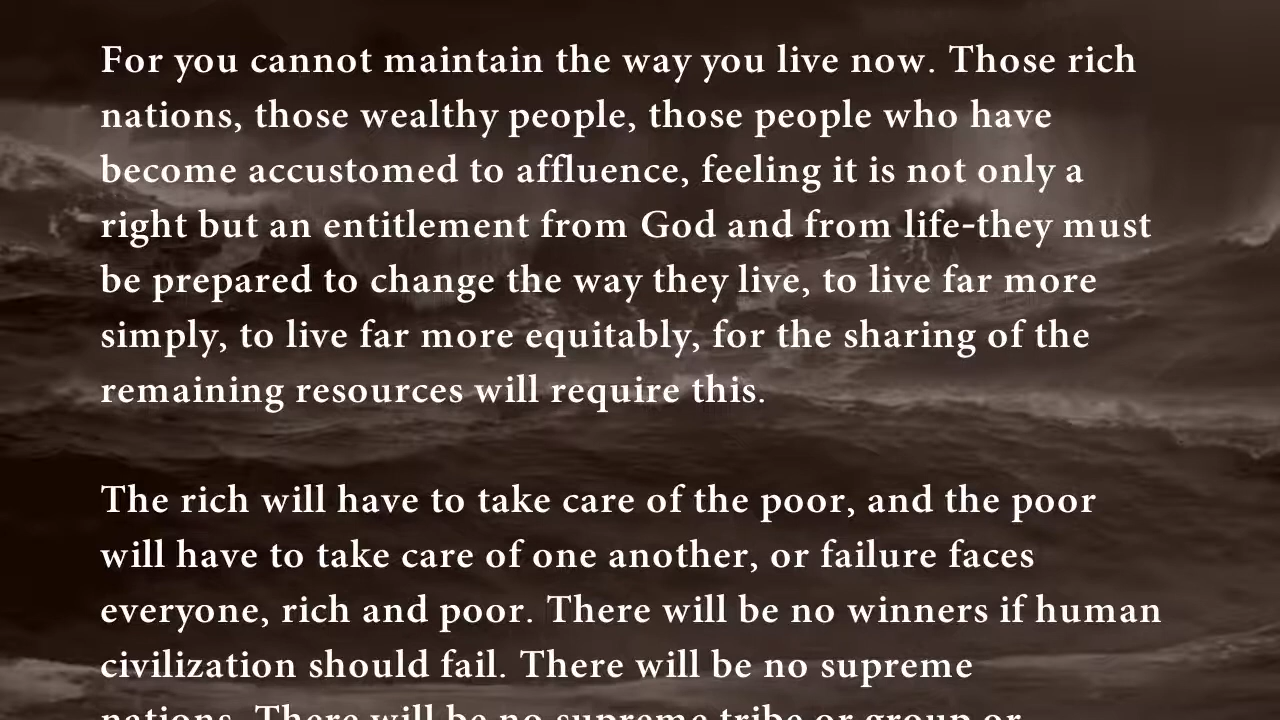 For you cannot maintain the way you live now. Those rich
nations, those wealthy people, those people who have
become accustomed to affluence, feeling it is not only a
right but an entitlement from God and from life-they must
be prepared to change the way they live, to live far more
simply, to live far more equitably, for the sharing of the
remaining resources will require this.
The rich will have to take care of the poor, and the poor
will have to take care of one another, or failure faces
everyone, rich and poor. There will be no winners if human
civilization should fail. There will be no supreme
nations. There will be no supreme tribe or group or